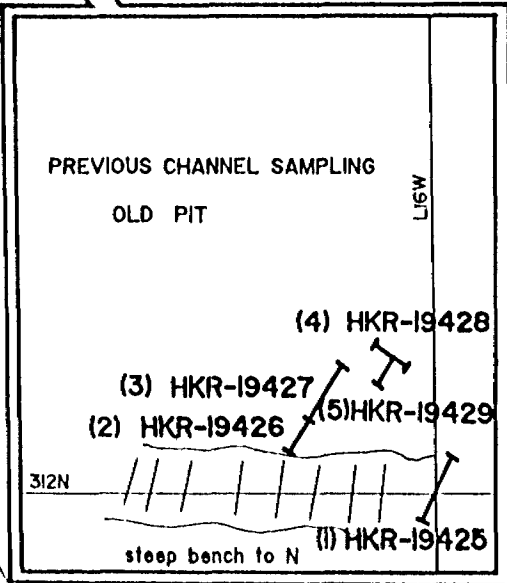 PREVIOUS CHANNEL SAMPLING
OLD PIT
L16W
(4) HKR-19428
(3) HKR-19427
(5)HKR-19429
(2) HKR-19426
312N
(1) HKR-19425
steep bench to N